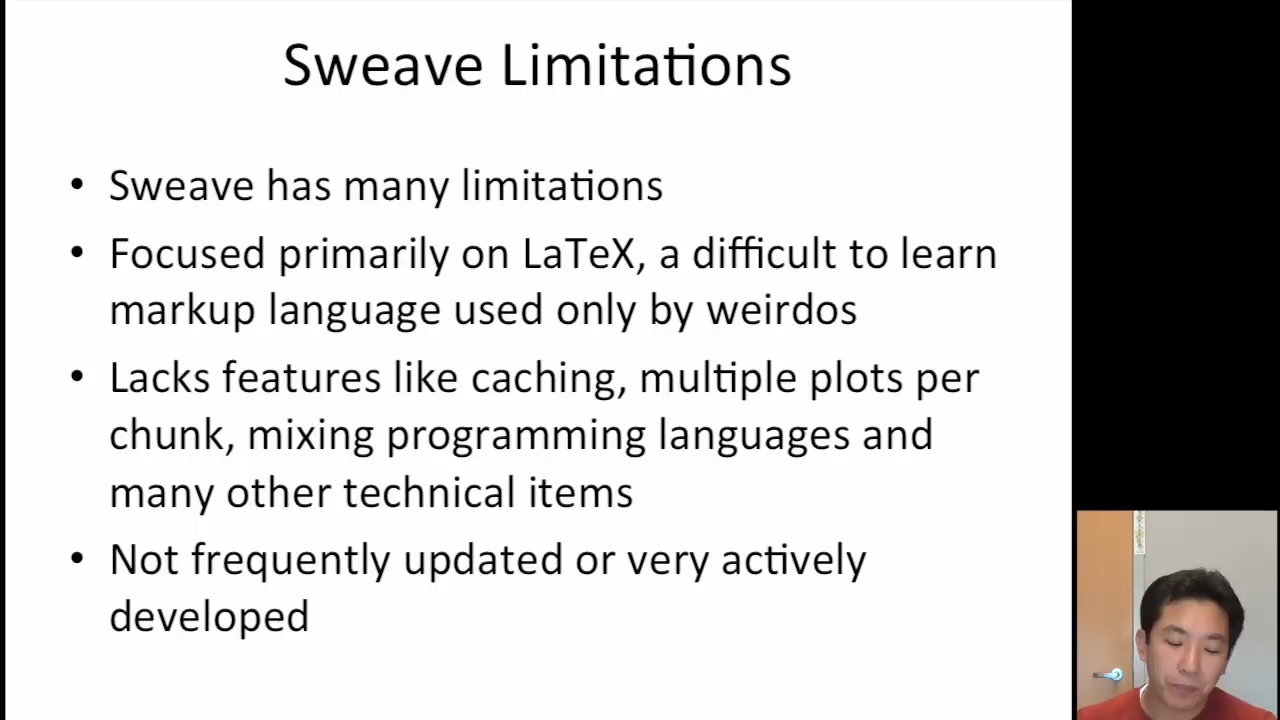 Sweave Limitations
• Sweave has many limitations
• Focused primarily on LaTeX, a difficult to learn
markup language used only by weirdos
• Lacks features like caching, multiple plots per
chunk, mixing programming languages and
many other technical items
• Not frequently updated or very actively
developed